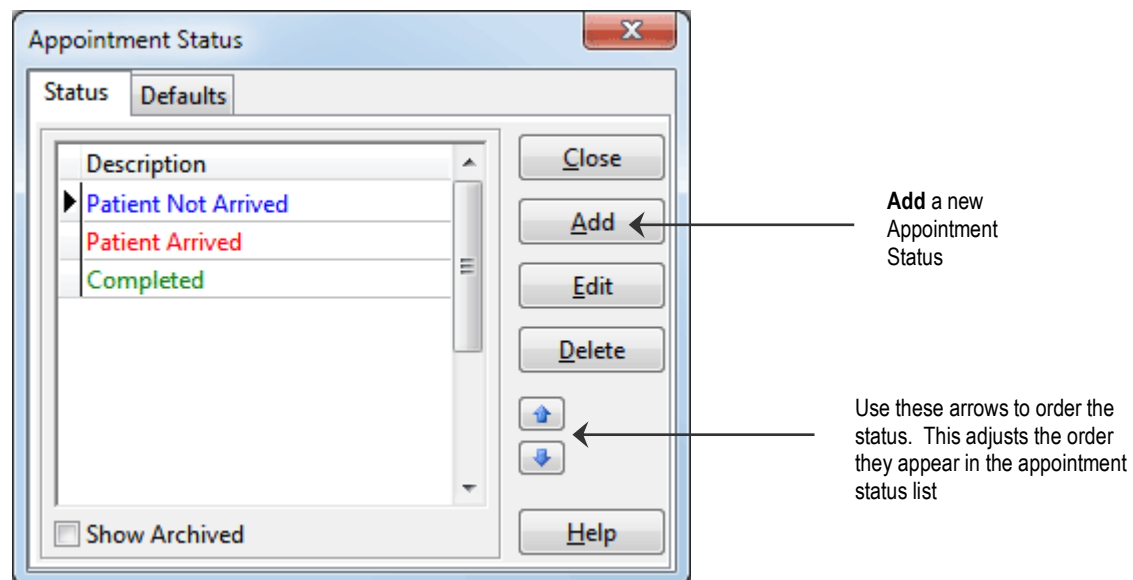 Appointment Status
Status
Defaults
Description
Patient Not Arrived
Patient Arrived
Completed
Show Archived
Close
Add
Edit
Delete
Help
Add a new
Appointment
Status
Use these arrows to order the
status. This adjusts the order
they appear in the appointment
status list